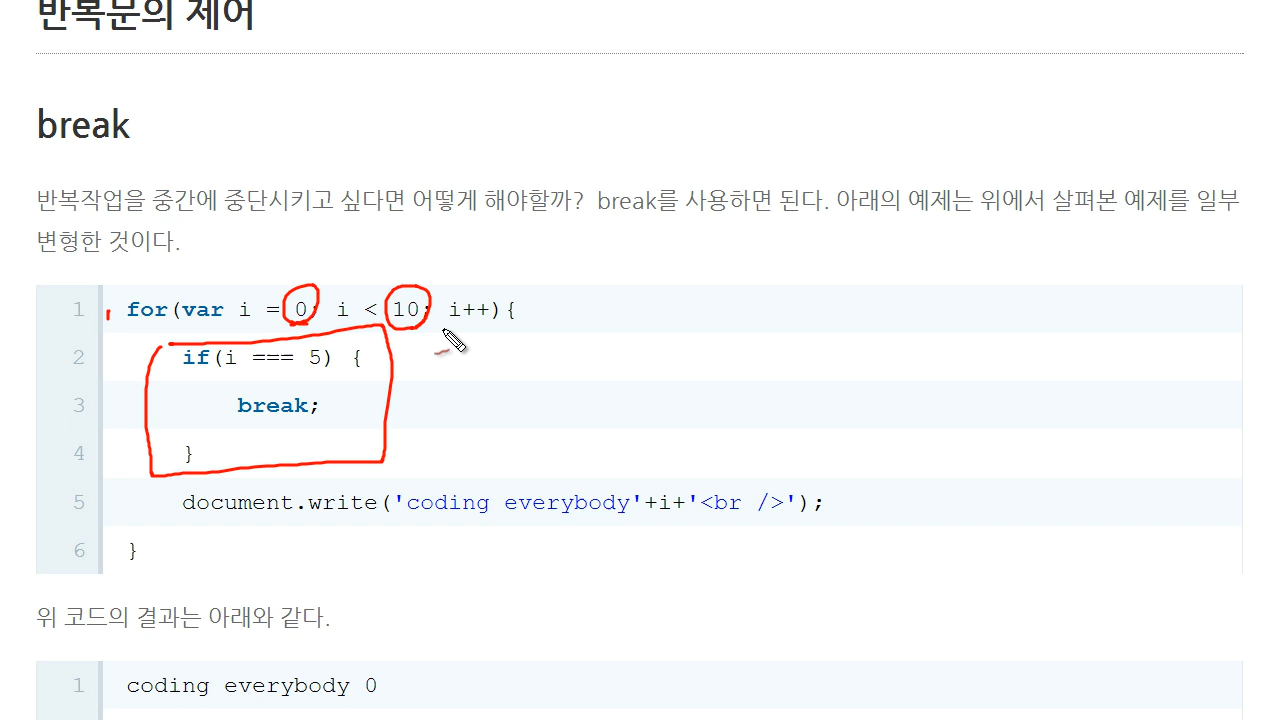 반복문의 제어
break
반복작업을 중간에 중단시키고 싶다면 어떻게 해야할까? break를 사용하면 된다. 아래의 예제는 위에서 살펴본 예제를 일부
변형한 것이다.
1 for(var i = 0; i < 10; i++){
2 if(i === 5) {
3 break;
4 }
5 document.write('coding everybody'+i+'<br />');
6 }
위 코드의 결과는 아래와 같다.
1 coding everybody 0